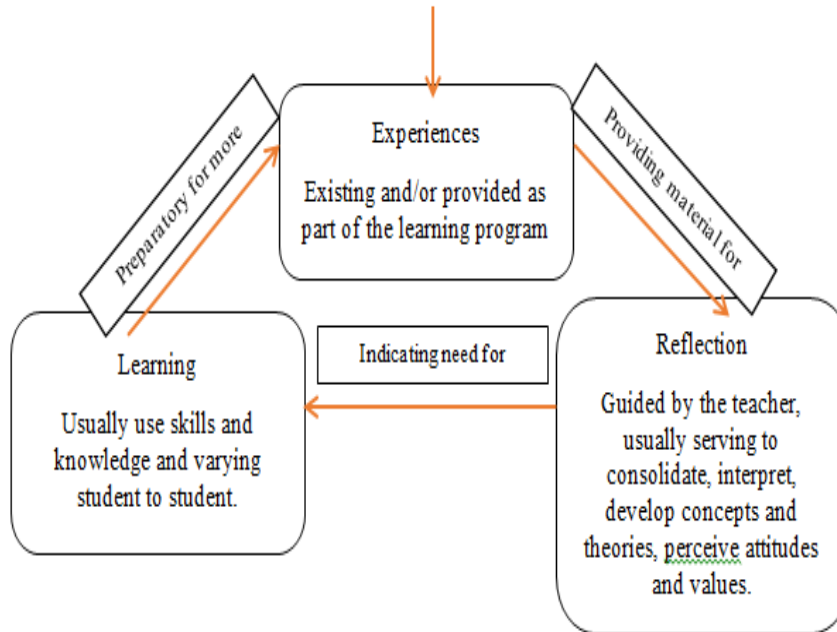 Experiences
Existing and/or provided as
part of the learning program
Preparatory for more
Providing material for
Learning
Usually use skills and
knowledge and varying
student to student.
Indicating need for
Reflection
Guided by the teacher,
usually serving to
consolidate, interpret,
develop concepts and
theories, perceive attitudes
and values.